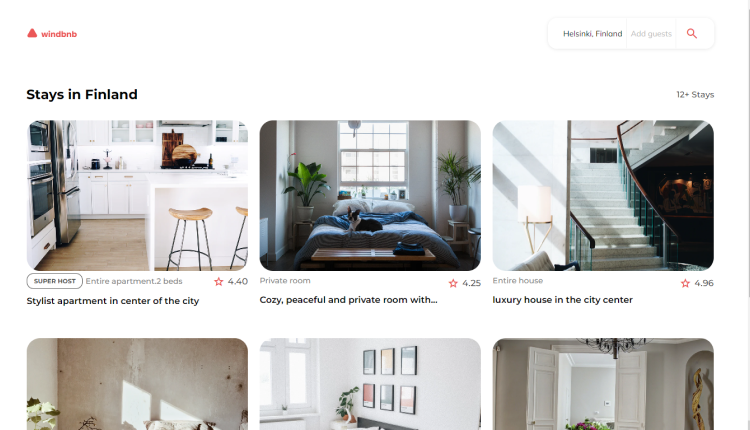 windbnb
Helsinki, Finland
Add guests
Stays in Finland
12+ Stays
SUPER HOST
Entire apartment.2 beds
4.40
Stylist apartment in center of the city
Private room
4.25
Cozy, peaceful and private room with...
Entire house
4.96
luxury house in the city center